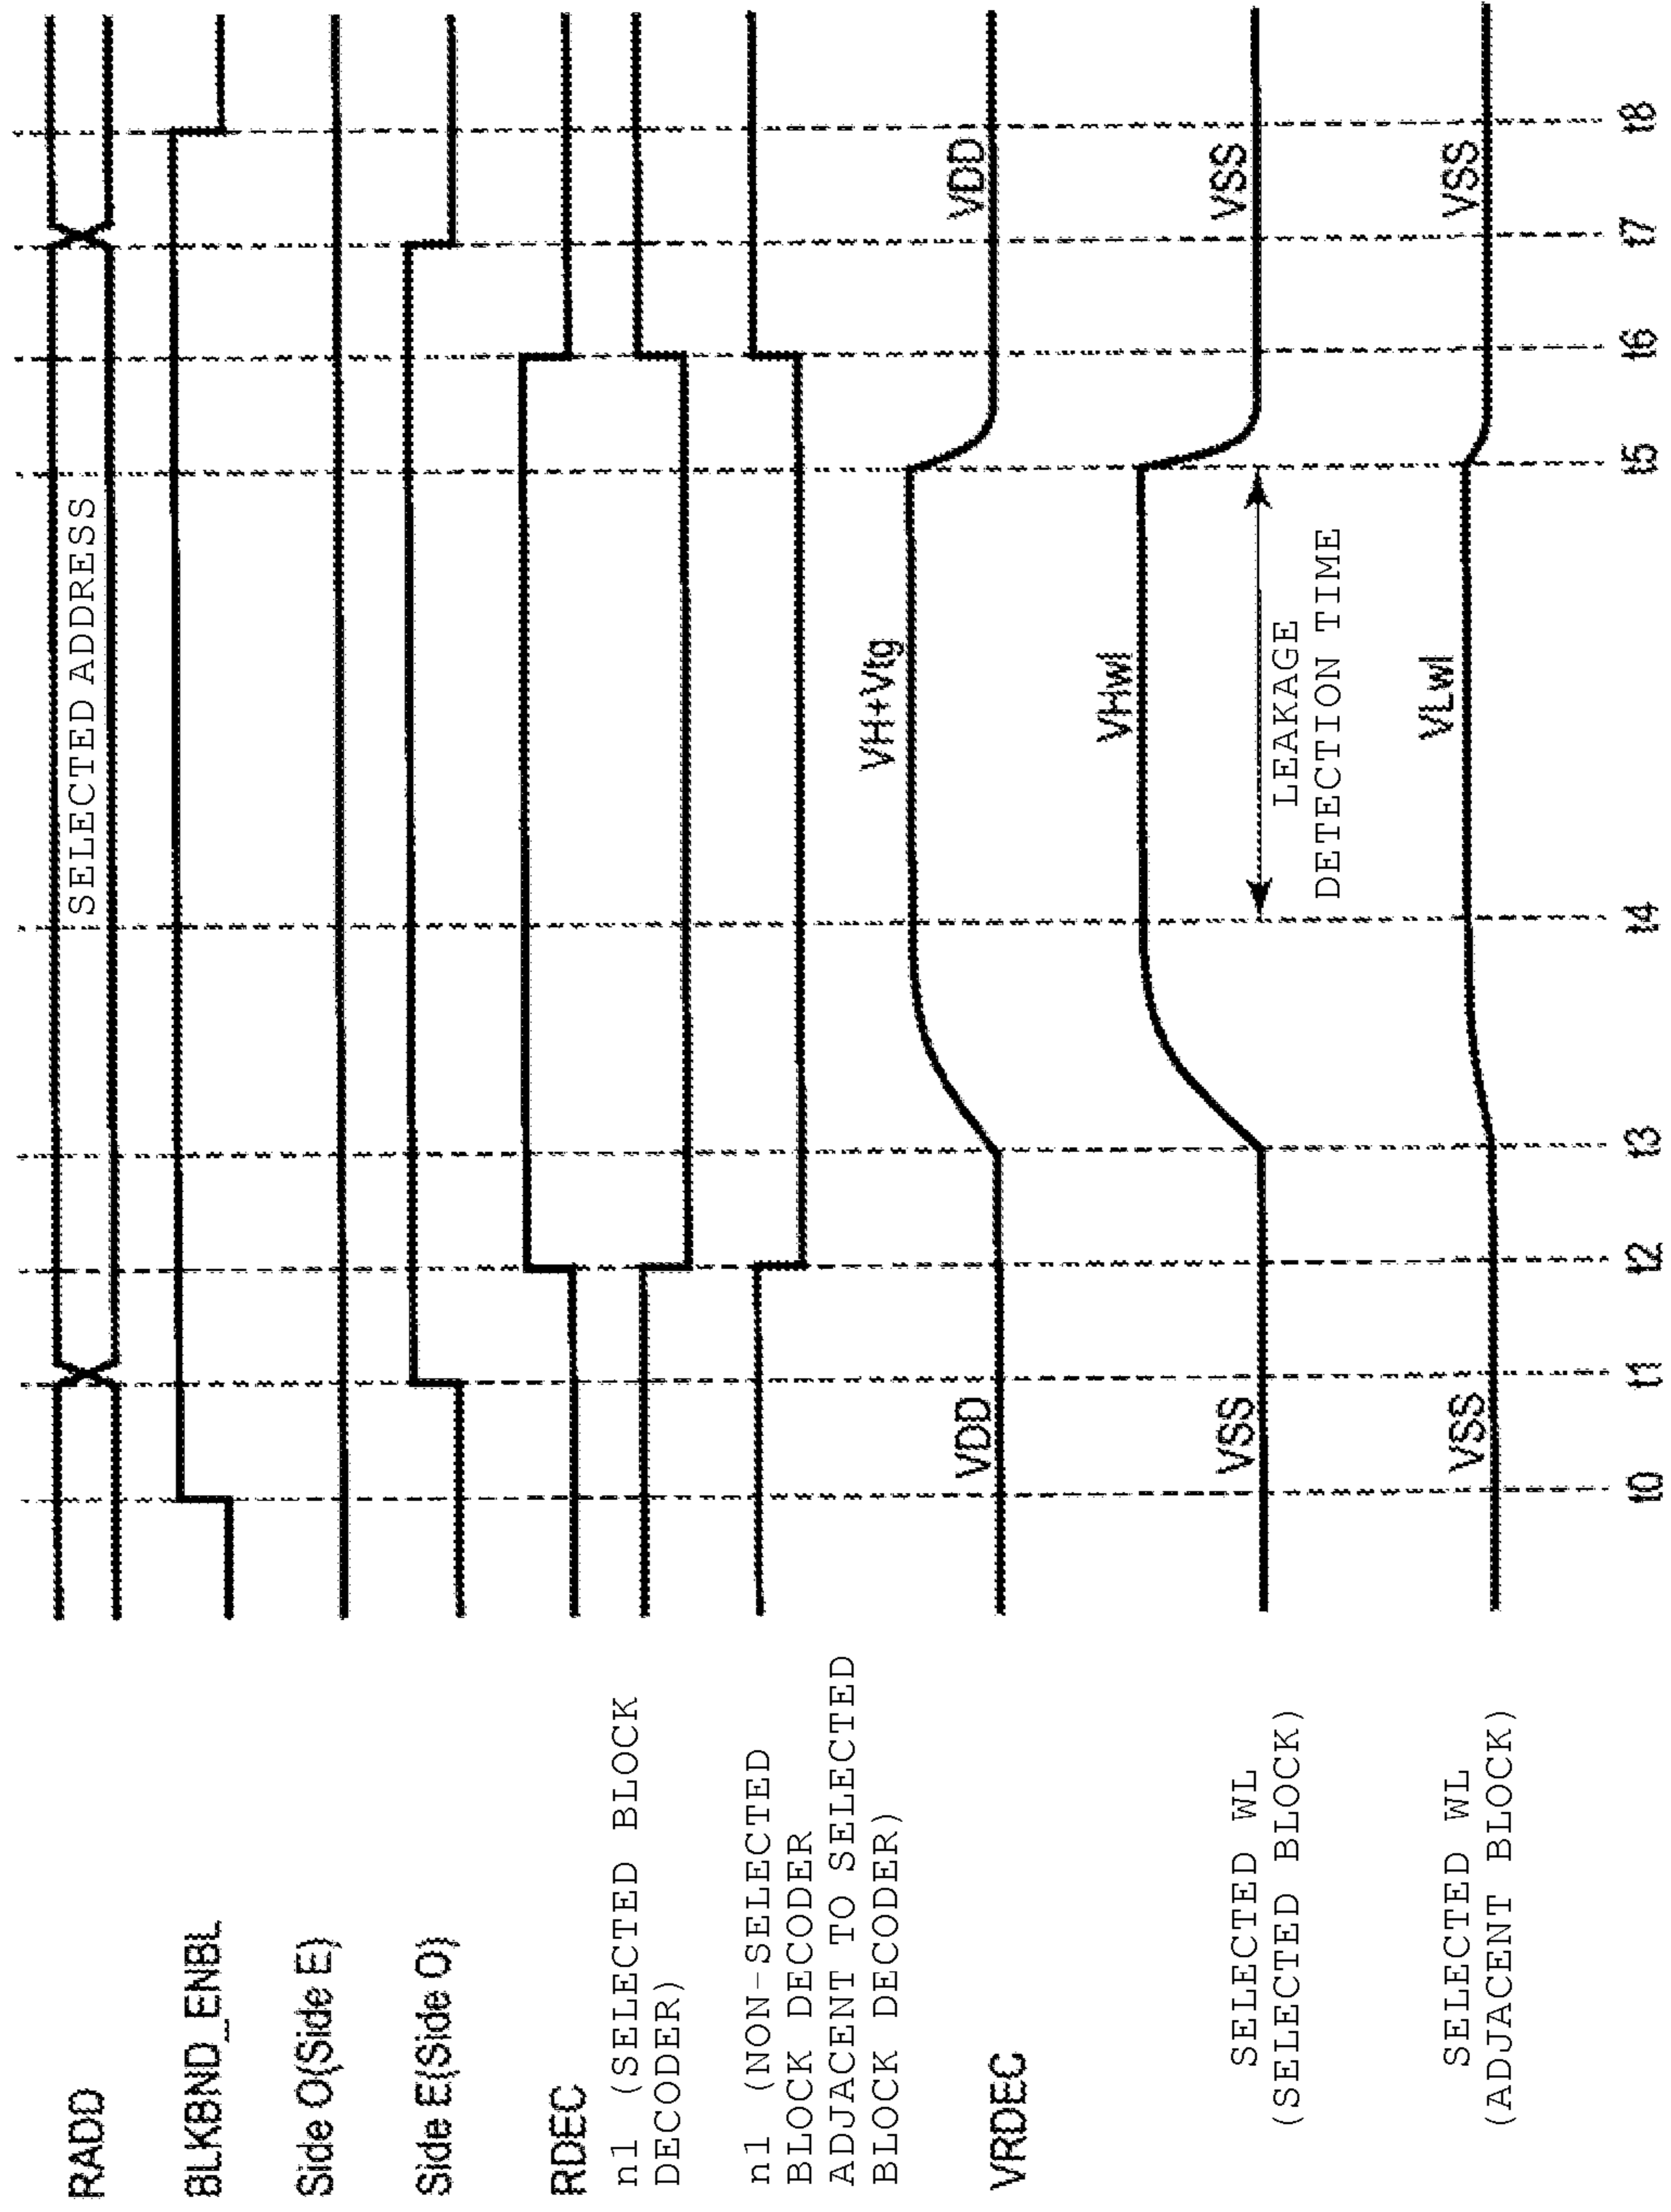 RADD
SELECTED ADDRESS
BLKBND_ENBL
Side O(Side E)
Side E(Side O)
RDEC
n1 (SELECTED BLOCK
DECODER)
n1 (NON-SELECTED
BLOCK DECODER
ADJACENT TO SELECTED
BLOCK DECODER)
VRDEC
VDD
VH+Vtg
VDD
SELECTED WL
(SELECTED BLOCK)
VSS
VHwl
VSS
LEAKAGE
DETECTION TIME
SELECTED WL
(ADJACENT BLOCK)
VSS
VLwl
VSS
t0 t1 t2 t3 t4 t5 t6 t7 t8